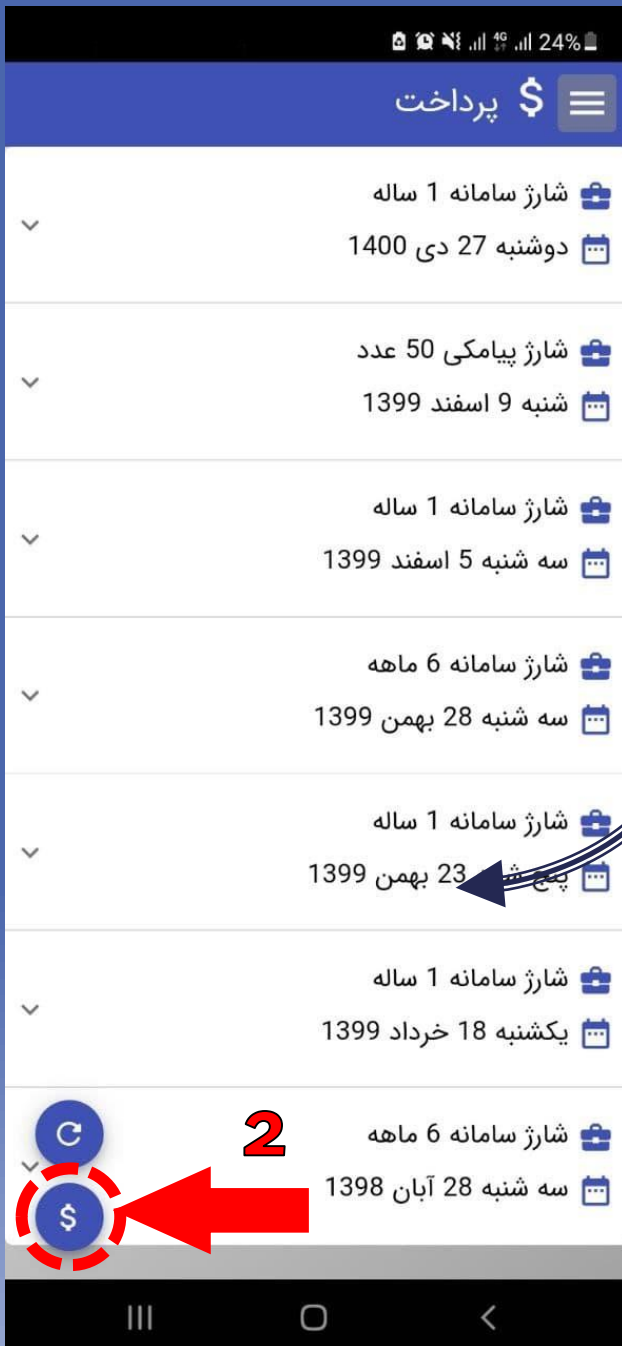 4G 24%
$ پرداخت
شارژ سامانه 1 ساله
دوشنبه 27 دی 1400
شارژ پیامکی 50 عدد
شنبه 9 اسفند 1399
شارژ سامانه 1 ساله
سه شنبه 5 اسفند 1399
شارژ سامانه 6 ماهه
سه شنبه 28 بهمن 1399
شارژ سامانه 1 ساله
پنج 23 بهمن 1399
شارژ سامانه 1 ساله
یکشنبه 18 خرداد 1399
شارژ سامانه 6 ماهه
سه شنبه 28 آبان 1398
2
$